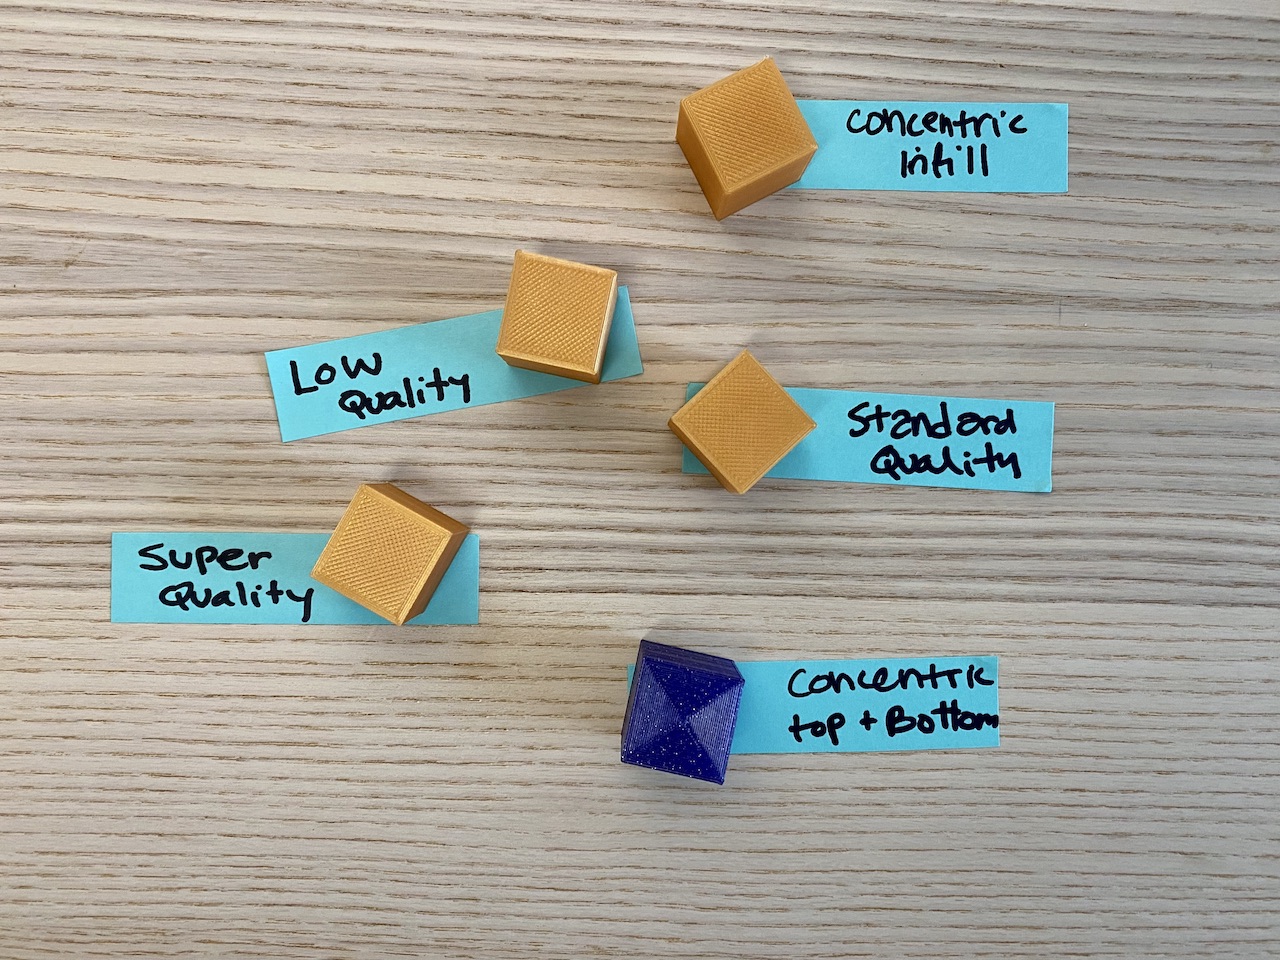 Concentric
infill
Low
Quality
Standard
Quality
Super
Quality
Concentric
top + Bottom